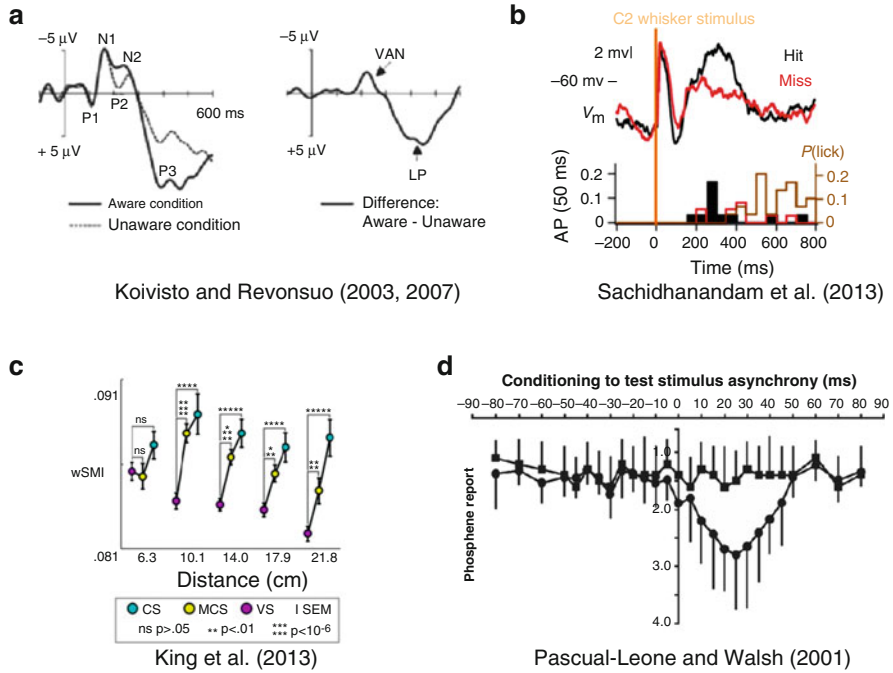 a
−5 μV
N1
N2
P2
P1
600 ms
+ 5 μV
P3
Aware condition
Unaware condition
−5 μV
VAN
+5 μV
LP
Difference:
Aware - Unaware
Koivisto and Revonsuo (2003, 2007)
b
C2 whisker stimulus
2 mvl
Hit
−60 mv –
Miss
Vm
P(lick)
AP (50 ms)
0.2
0.1
0
0.2
0.1
0
−200 0 200 400 600 800
Time (ms)
Sachidhanandam et al. (2013)
c
.091
wSMI
.081
ns
ns
****
**
**
**
*****
*
**
**
****
*
**
*****
**
**
6.3 10.1 14.0 17.9 21.8
Distance (cm)
CS MCS VS I SEM
ns p>.05 ** p<.01 *** *** p<10-6
King et al. (2013)
d
Conditioning to test stimulus asynchrony (ms)
−90 −80 −70 −60 −50 −40 −30 −20 −10 0 10 20 30 40 50 60 70 80 90
Phosphene report
1.0
2.0
3.0
4.0
Pascual-Leone and Walsh (2001)